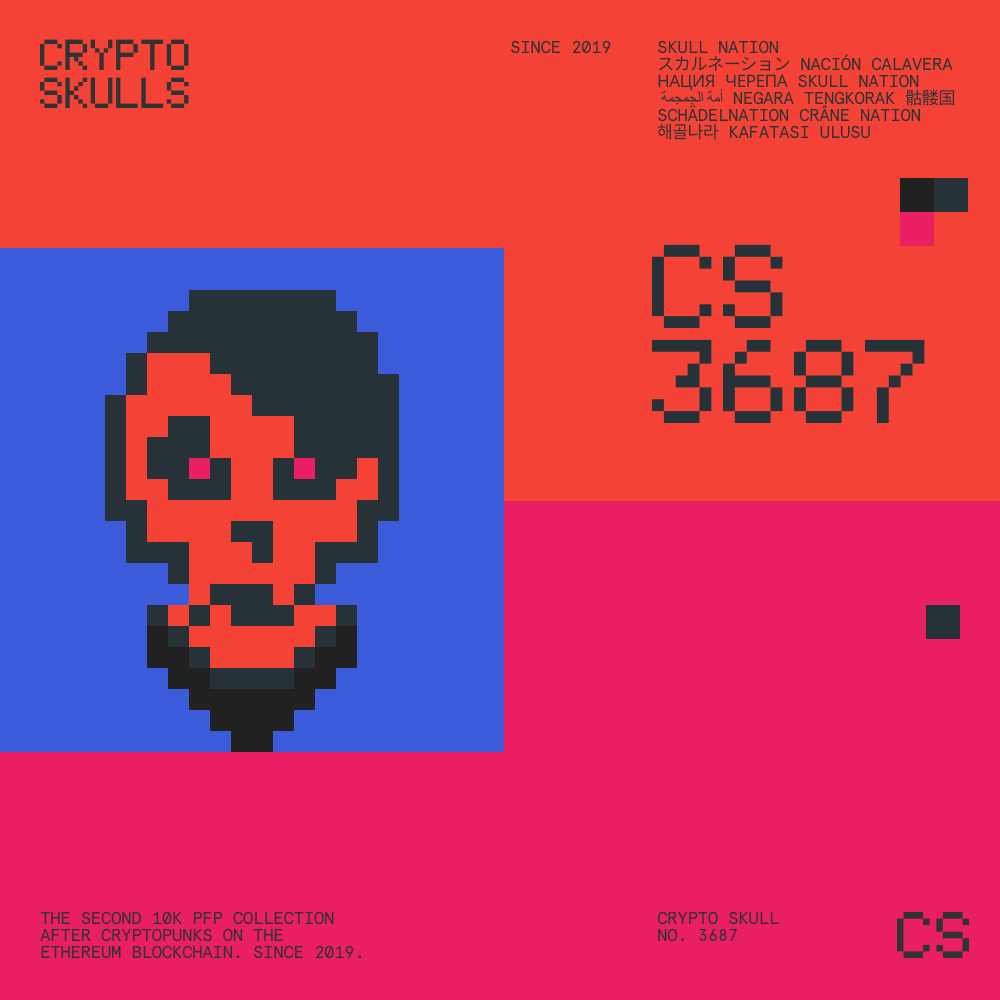 CRYPTO
SKULLS
SINCE 2019
SKULL NATION
スカルネーション NACIÓN CALAVERA
НАЦИЯ ЧЕРЕПА SKULL NATION
أمة الجمجمة NEGARA TENGKORAK 骷髅国
SCHÄDELNATION CRÂNE NATION
해골나라 KAFATASI ULUSU
CS
3687
THE SECOND 10K PFP COLLECTION
AFTER CRYPTOPUNKS ON THE
ETHEREUM BLOCKCHAIN. SINCE 2019.
CRYPTO SKULL
NO. 3687
CS